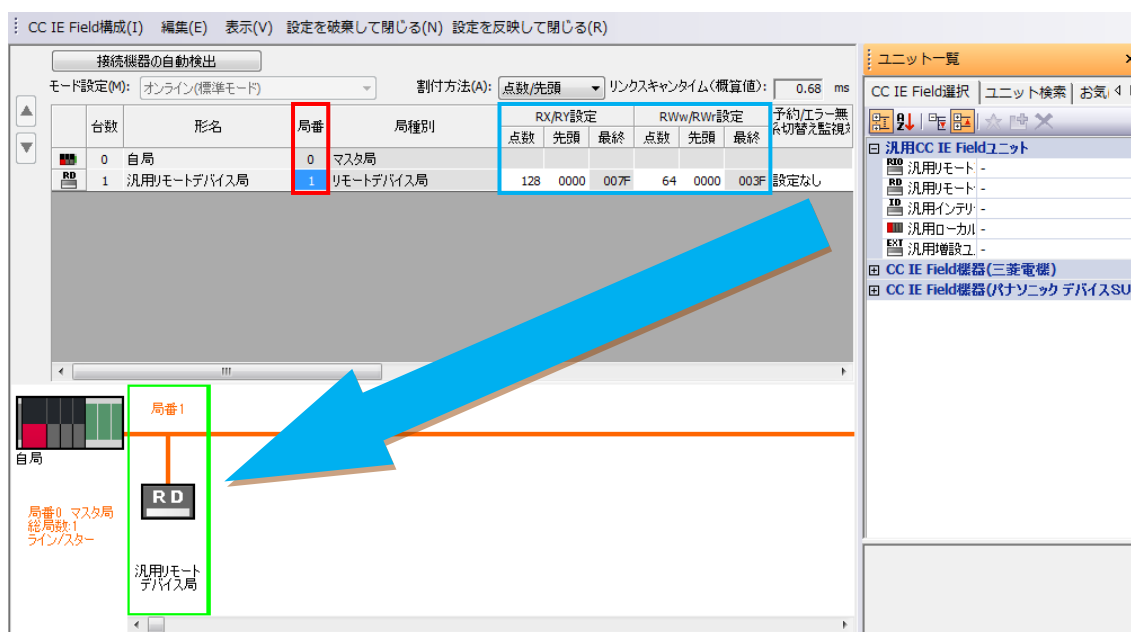 CC IE Field構成(I) 編集(E) 表示(V) 設定を破棄して閉じる(N) 設定を反映して閉じる(R)
接続機器の自動検出
モード設定(M): オンライン(標準モード) 割付方法(A): 点数/先頭 リンクスキャンタイム(概算値): 0.68 ms
台数 形名 局番 局種別 RX/RY設定 RWw/RWr設定 予約/エラー無
点数 先頭 最終 点数 先頭 最終
0 自局 0 マスタ局
RD 1 汎用リモートデバイス局 1 リモートデバイス局 128 0000 007F 64 0000 003F 設定なし
局番1
自局
RD
局番0 マスタ局
総局数:1
ライン/スター
汎用リモート
デバイス局
ユニット一覧
CC IE Field選択 ユニット検索 お気
汎用CC IE Fieldユニット
RIO 汎用リモート -
RD 汎用リモート -
ID 汎用インテリ -
汎用ローカル -
EXT 汎用増設ユ -
CC IE Field機器(三菱電機)
CC IE Field機器(パナソニック デバイスSU